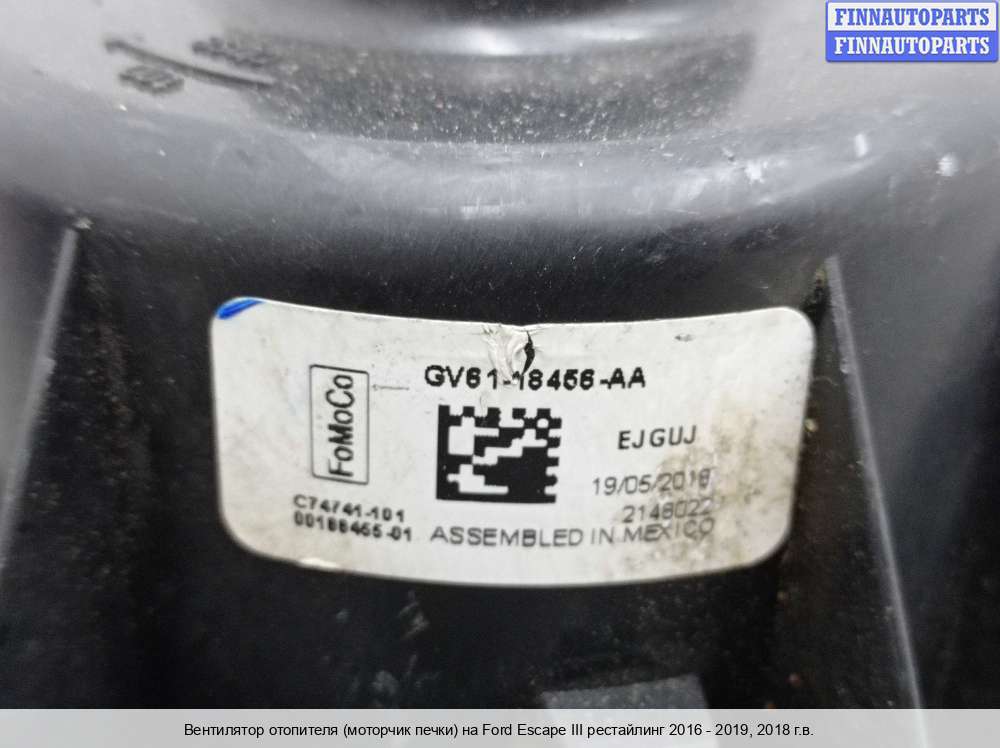 FINNAUTOPARTS
FINNAUTOPARTS
GV61-18456-AA
FoMoCo
EJGUJ
19/05/2018
2148022
C74741-101
00188455-01
ASSEMBLED IN MEXICO
Вентилятор отопителя (моторчик печки) на Ford Escape III рестайлинг 2016 - 2019, 2018 г.в.